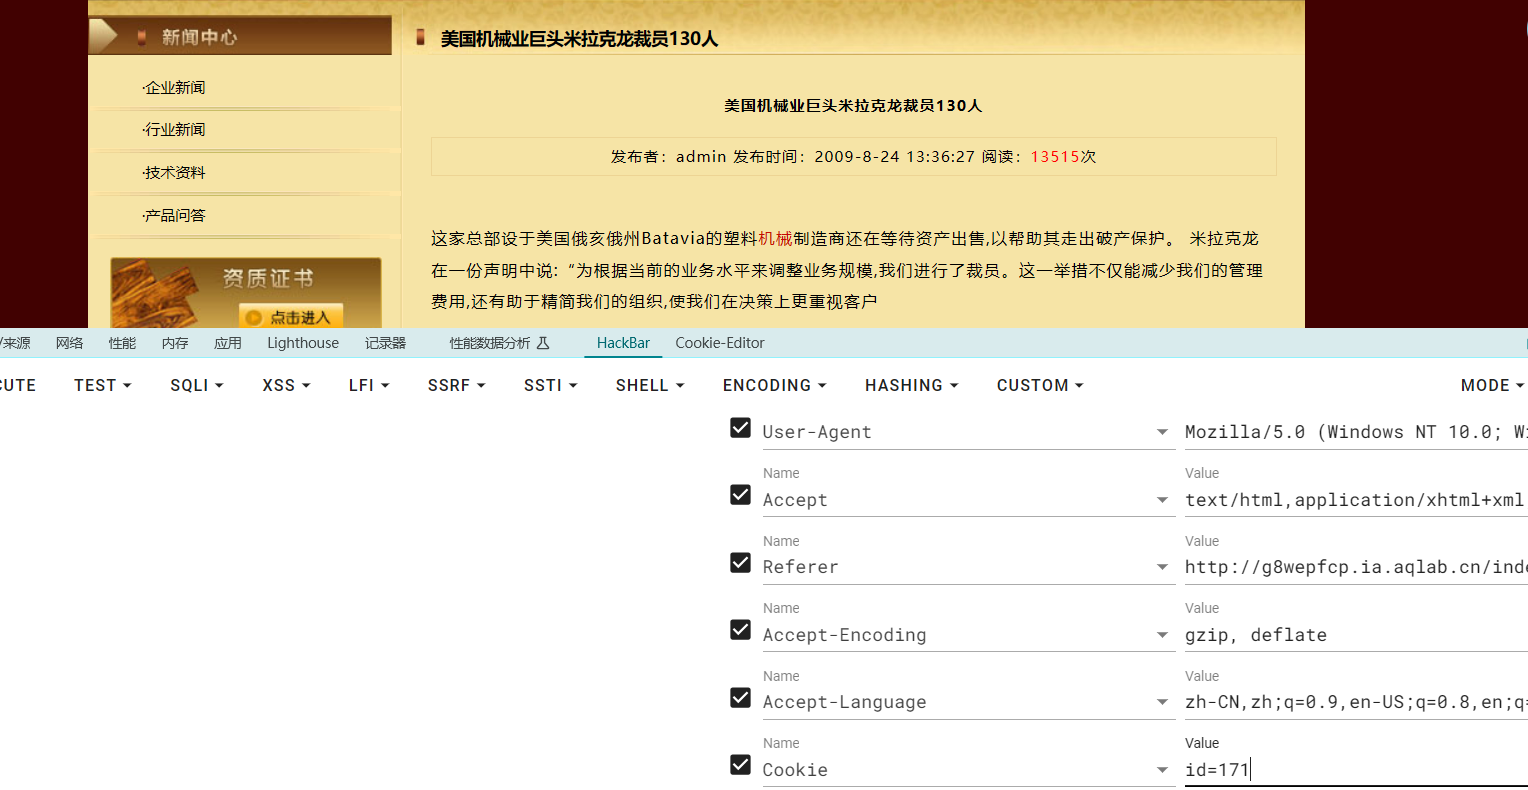 新闻中心
美国机械业巨头米拉克龙裁员130人
·企业新闻
·行业新闻
·技术资料
·产品问答
资质证书
点击进入
美国机械业巨头米拉克龙裁员130人
发布者：admin 发布时间：2009-8-24 13:36:27 阅读：13515次
这家总部设于美国俄亥俄州Batavia的塑料机械制造商还在等待资产出售,以帮助其走出破产保护。 米拉克龙
在一份声明中说:“为根据当前的业务水平来调整业务规模,我们进行了裁员。这一举措不仅能减少我们的管理
费用,还有助于精简我们的组织,使我们在决策上更重视客户
/来源 网络 性能 内存 应用 Lighthouse 记录器 性能数据分析 HackBar Cookie-Editor
CUTE TEST SQLI XSS LFI SSRF SSTI SHELL ENCODING HASHING CUSTOM MODE
User-Agent Mozilla/5.0 (Windows NT 10.0; Wi
Name Value
Accept text/html,application/xhtml+xml
Name Value
Referer http://g8wepfcp.ia.aqlab.cn/inde
Name Value
Accept-Encoding gzip, deflate
Name Value
Accept-Language zh-CN,zh;q=0.9,en-US;q=0.8,en;q=
Name Value
Cookie id=171